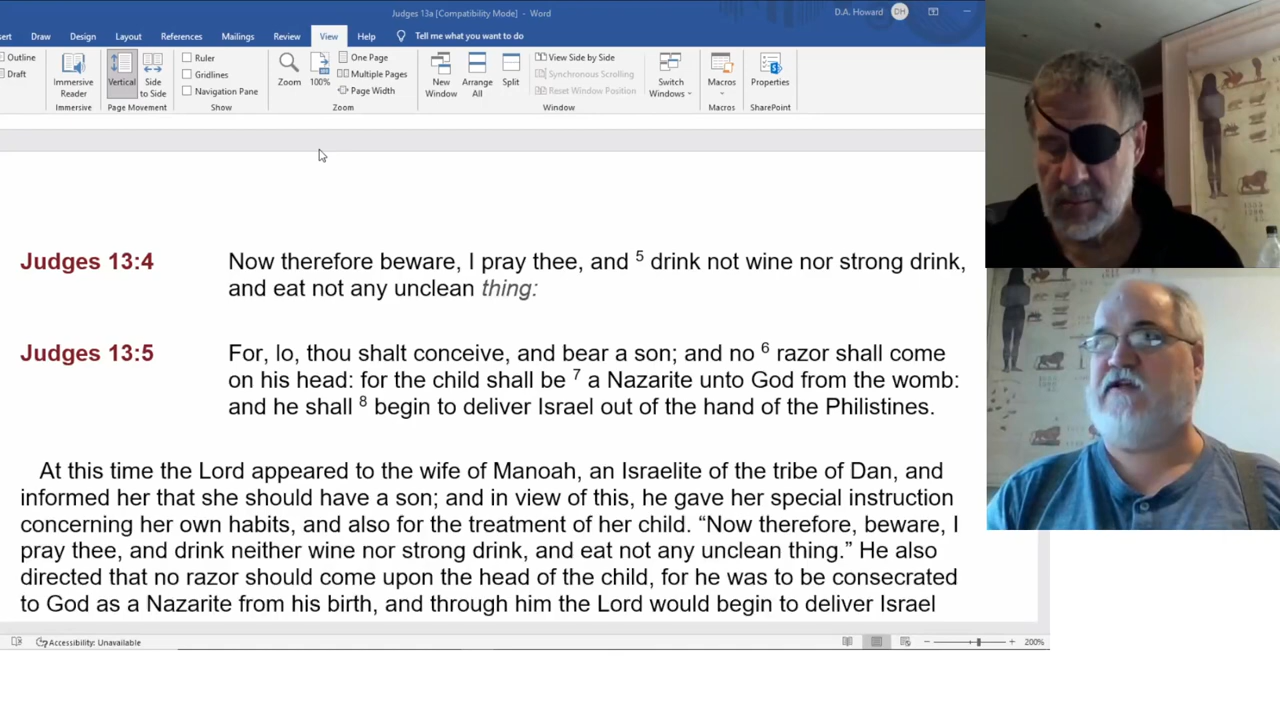 Judges 13a [Compatibility Mode] - Word
D.A. Howard DH
ert Draw Design Layout References Mailings Review View Help Tell me what you want to do
Outline
Draft
Immersive Reader
Immersive
Vertical
Side to Side
Page Movement
Ruler
Gridlines
Navigation Pane
Show
Zoom
100%
One Page
Multiple Pages
Page Width
Zoom
New Window
Arrange All
Split
View Side by Side
Synchronous Scrolling
Reset Window Position
Window
Switch Windows
Macros
Macros
Properties
SharePoint
Judges 13:4 Now therefore beware, I pray thee, and 5 drink not wine nor strong drink,
and eat not any unclean thing:
Judges 13:5 For, lo, thou shalt conceive, and bear a son; and no 6 razor shall come
on his head: for the child shall be 7 a Nazarite unto God from the womb:
and he shall 8 begin to deliver Israel out of the hand of the Philistines.
At this time the Lord appeared to the wife of Manoah, an Israelite of the tribe of Dan, and
informed her that she should have a son; and in view of this, he gave her special instruction
concerning her own habits, and also for the treatment of her child. “Now therefore, beware, I
pray thee, and drink neither wine nor strong drink, and eat not any unclean thing.” He also
directed that no razor should come upon the head of the child, for he was to be consecrated
to God as a Nazarite from his birth, and through him the Lord would begin to deliver Israel
Accessibility: Unavailable
200%